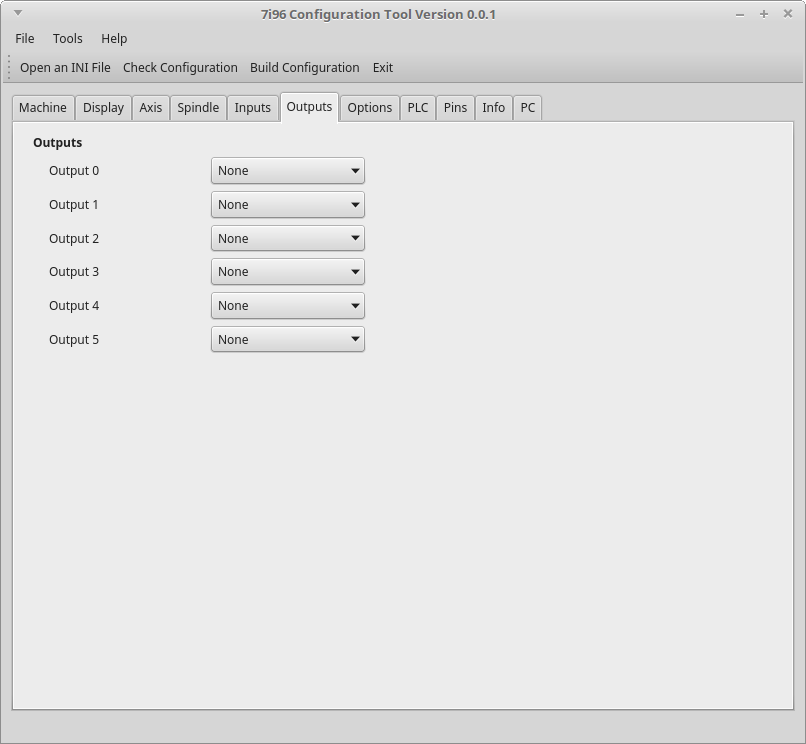 7i96 Configuration Tool Version 0.0.1
File Tools Help
Open an INI File Check Configuration Build Configuration Exit
Machine Display Axis Spindle Inputs Outputs Options PLC Pins Info PC
Outputs
Output 0 None
Output 1 None
Output 2 None
Output 3 None
Output 4 None
Output 5 None